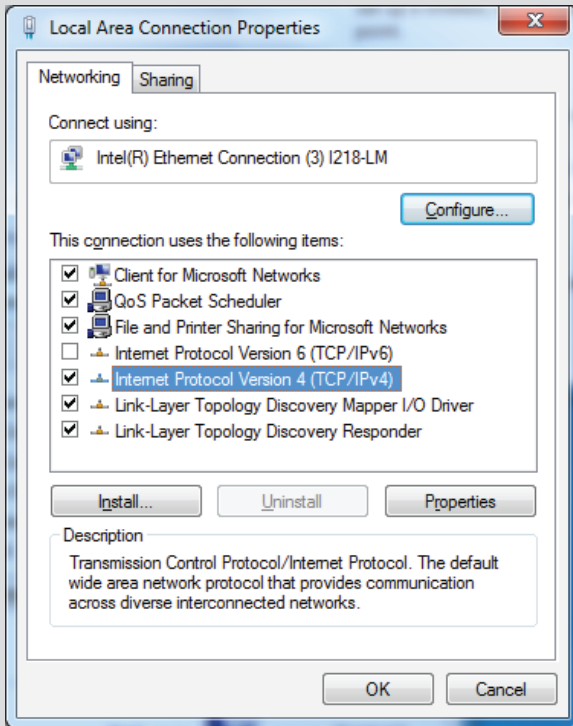 Local Area Connection Properties
Networking
Sharing
Connect using:
Intel(R) Ethernet Connection (3) I218-LM
Configure...
This connection uses the following items:
Client for Microsoft Networks
QoS Packet Scheduler
File and Printer Sharing for Microsoft Networks
Internet Protocol Version 6 (TCP/IPv6)
Internet Protocol Version 4 (TCP/IPv4)
Link-Layer Topology Discovery Mapper I/O Driver
Link-Layer Topology Discovery Responder
Install...
Uninstall
Properties
Description
Transmission Control Protocol/Internet Protocol. The default
wide area network protocol that provides communication
across diverse interconnected networks.
OK
Cancel